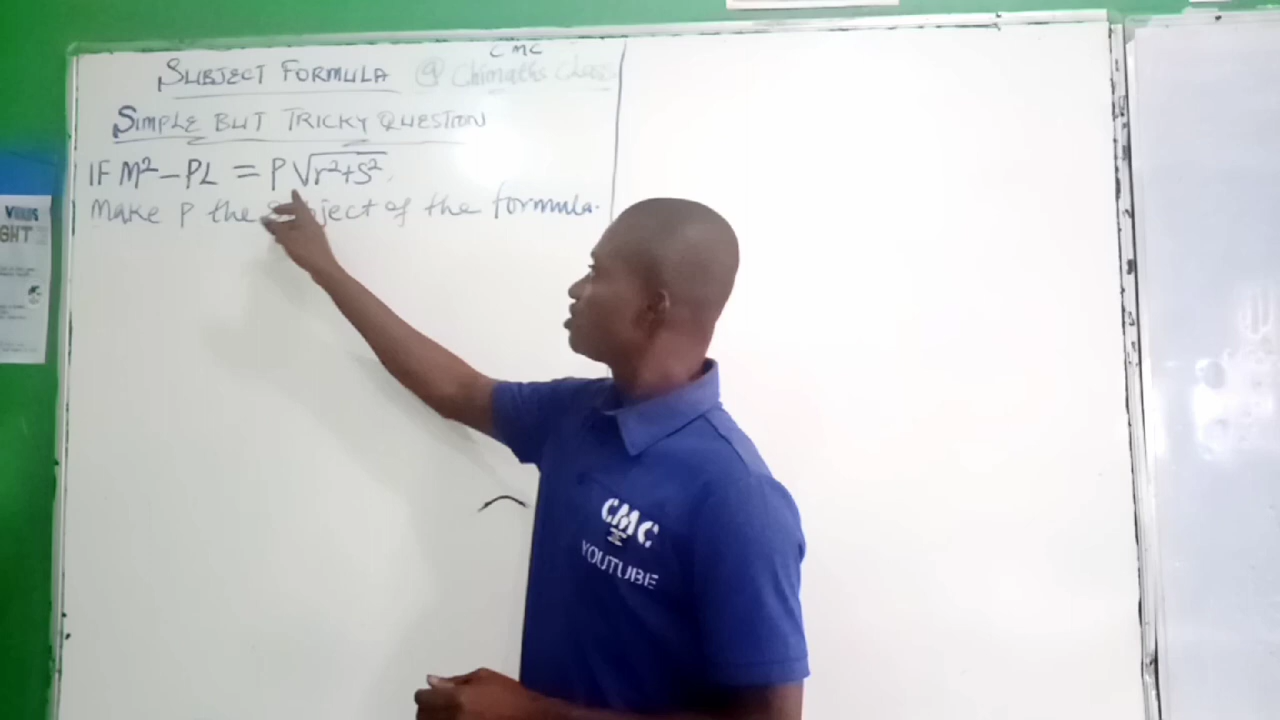 CMC
SUBJECT FORMULA @ Chimaths Class
SIMPLE BUT TRICKY QUESTION
IF M² - PL = P√r²+S²
Make P the subject of the formula.
CMC
YOUTUBE
GHT